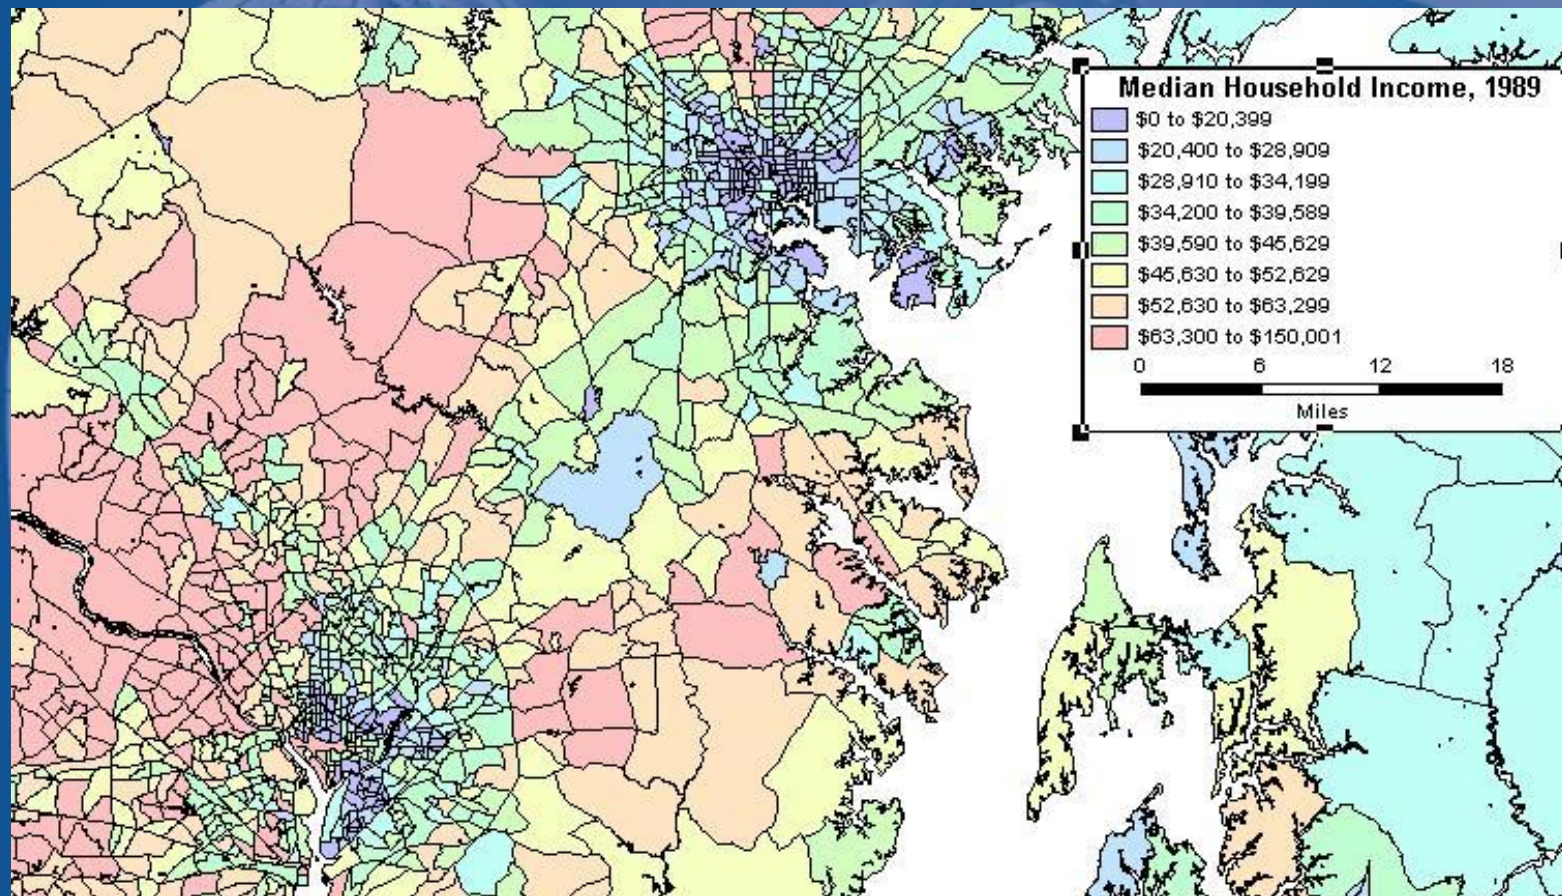 Median Household Income, 1989
$0 to $20,399
$20,400 to $28,909
$28,910 to $34,199
$34,200 to $39,589
$39,590 to $45,629
$45,630 to $52,629
$52,630 to $63,299
$63,300 to $150,001
0 6 12 18
Miles